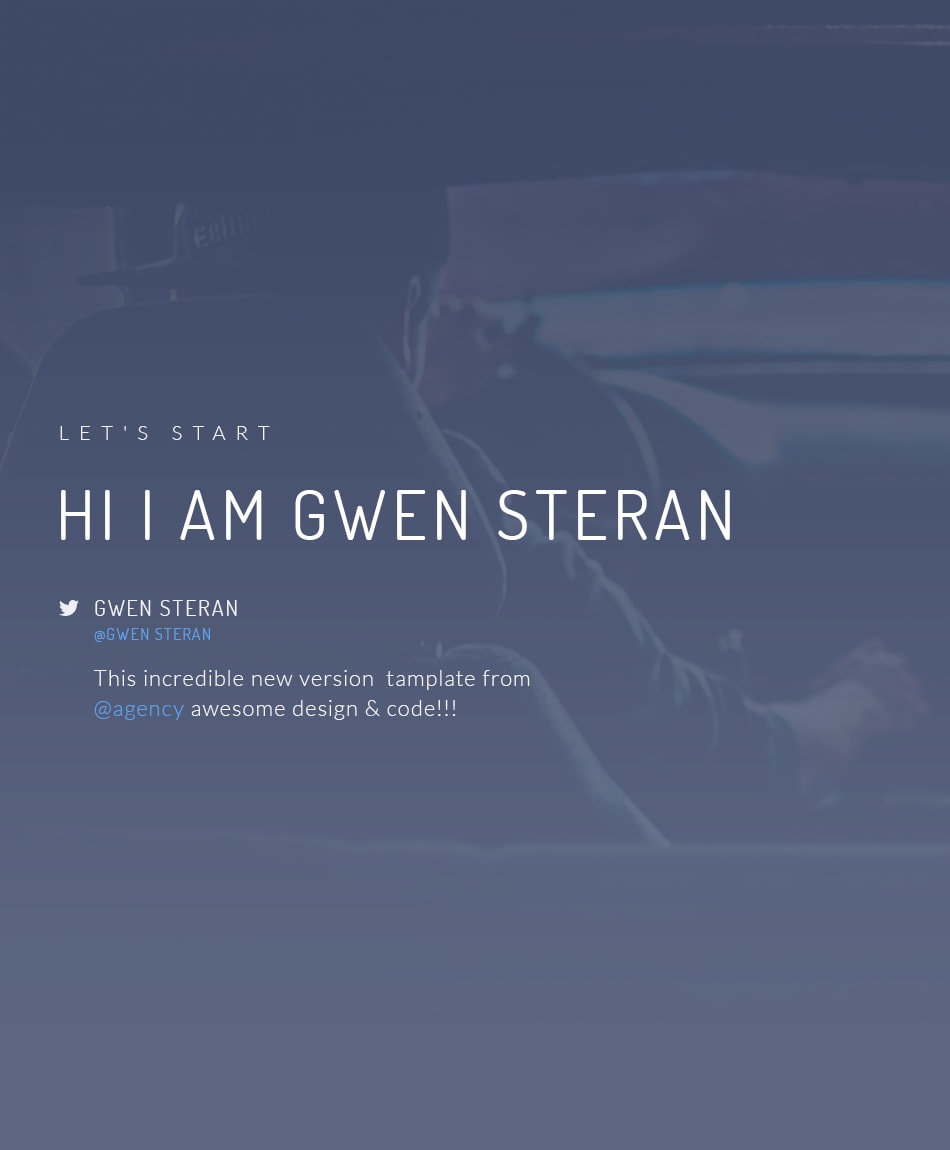 LET'S START
HI I AM GWEN STERAN
GWEN STERAN
@GWEN STERAN
This incredible new version  tamplate from
@agency awesome design & code!!!